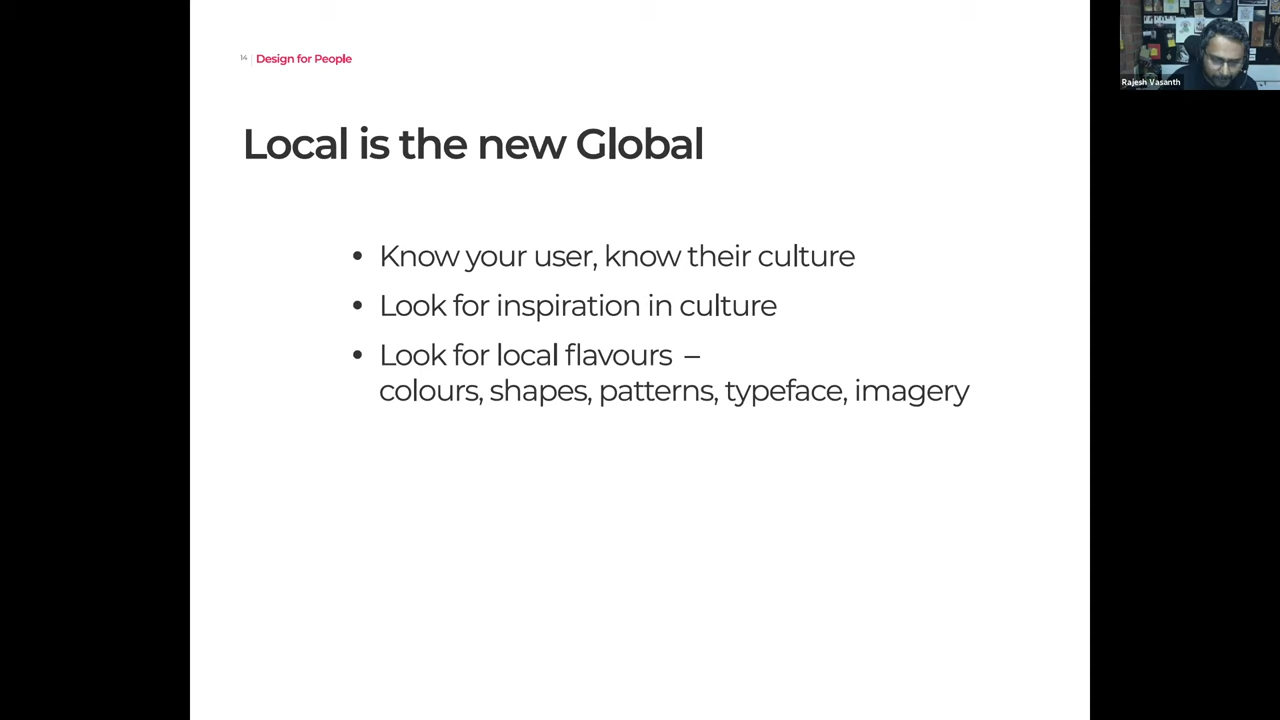 14 | Design for People
Rajesh Vasanth
Local is the new Global
• Know your user, know their culture
• Look for inspiration in culture
• Look for local flavours –
colours, shapes, patterns, typeface, imagery